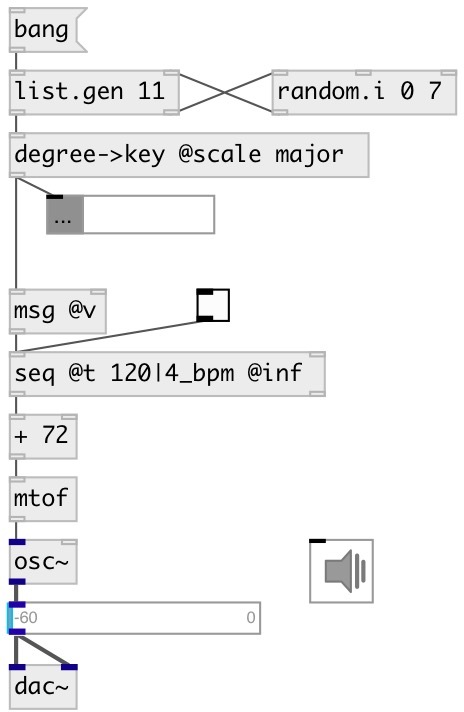 bang
list.gen 11 random.i 0 7
degree->key @scale major
...
msg @v
seq @t 120|4_bpm @inf
+ 72
mtof
osc~
-60 0
dac~